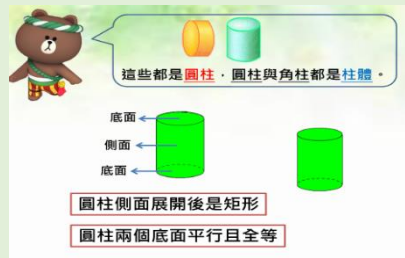 這些都是圓柱，圓柱與角柱都是柱體。
底面
側面
底面
圓柱側面展開後是矩形
圓柱兩個底面平行且全等